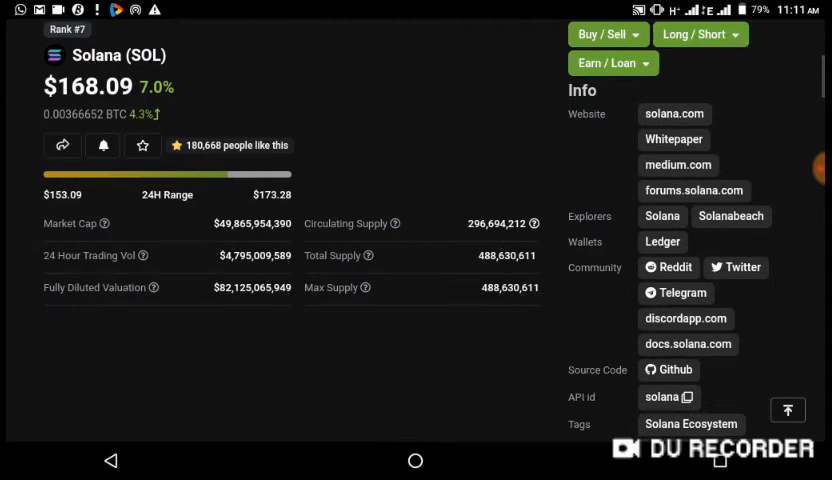 79% 11:11 AM
Rank #7
Solana (SOL)
$168.09 7.0%
0.00366652 BTC 4.3%
180,668 people like this
$153.09 24H Range $173.28
Market Cap $49,865,954,390
24 Hour Trading Vol $4,795,009,589
Fully Diluted Valuation $82,125,065,949
Circulating Supply 296,694,212
Total Supply 488,630,611
Max Supply 488,630,611
Buy / Sell Long / Short
Earn / Loan
Info
Website solana.com
Whitepaper
medium.com
forums.solana.com
Explorers Solana Solanabeach
Wallets Ledger
Community Reddit Twitter
Telegram
discordapp.com
docs.solana.com
Source Code Github
API id solana
Tags Solana Ecosystem
DU RECORDER